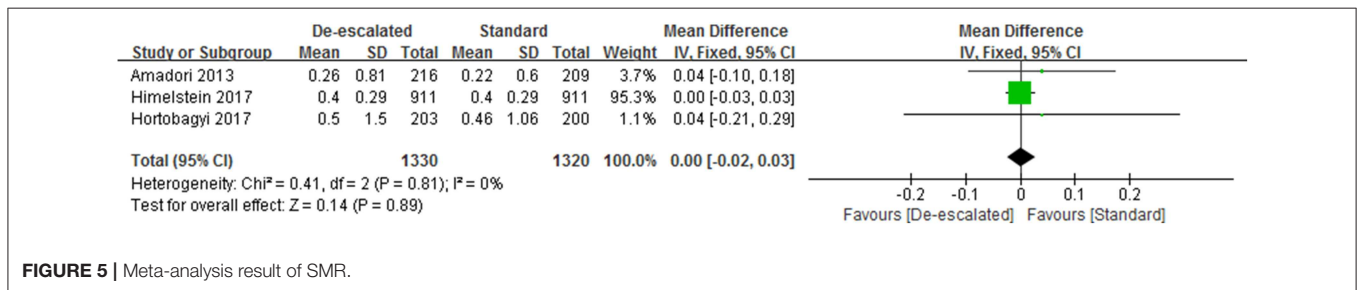 De-escalated Standard Mean Difference Mean Difference
Study or Subgroup Mean SD Total Mean SD Total Weight IV, Fixed, 95% CI IV, Fixed, 95% CI
Amadori 2013 0.26 0.81 216 0.22 0.6 209 3.7% 0.04 [-0.10, 0.18]
Himelstein 2017 0.4 0.29 911 0.4 0.29 911 95.3% 0.00 [-0.03, 0.03]
Hortobagyi 2017 0.5 1.5 203 0.46 1.06 200 1.1% 0.04 [-0.21, 0.29]
Total (95% CI) 1330 1320 100.0% 0.00 [-0.02, 0.03]
Heterogeneity: Chi² = 0.41, df = 2 (P = 0.81); I² = 0%
Test for overall effect: Z = 0.14 (P = 0.89)
-0.2 -0.1 0 0.1 0.2
Favours [De-escalated] Favours [Standard]
FIGURE 5 | Meta-analysis result of SMR.